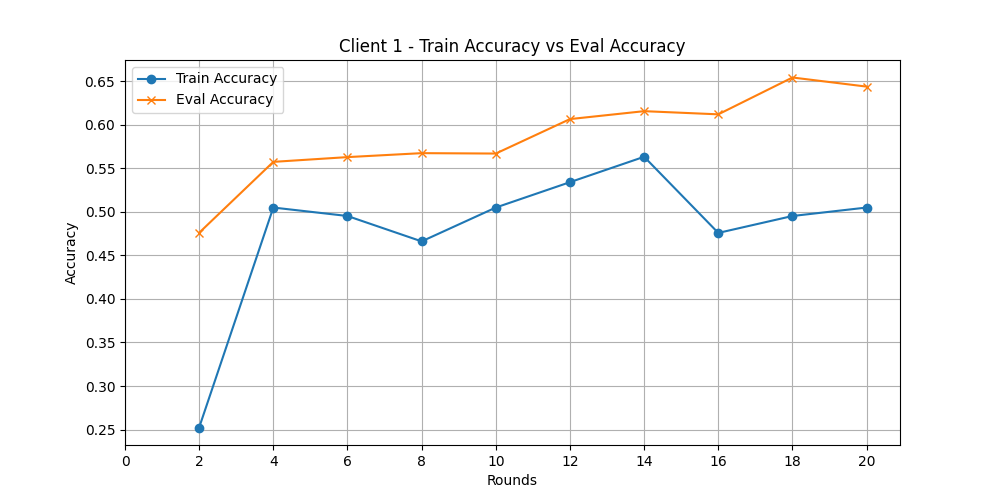 Client 1 - Train Accuracy vs Eval Accuracy
Train Accuracy
Eval Accuracy
0.65
0.60
0.55
0.50
0.45
0.40
0.35
0.30
0.25
Accuracy
0 2 4 6 8 10 12 14 16 18 20
Rounds